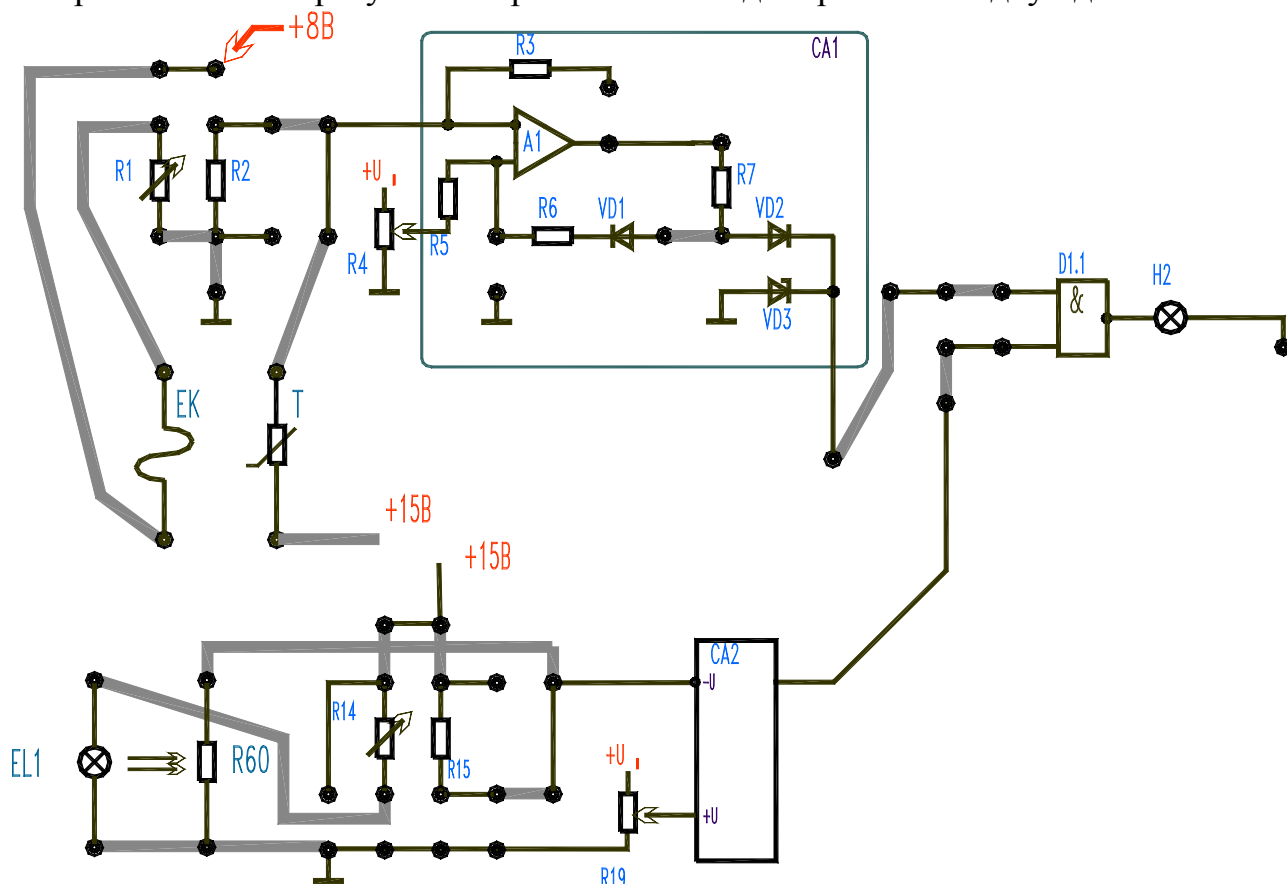 +8В
CA1
R3
A1
R1
R2
+U
R7
R6
VD1
VD2
R5
R4
VD3
D1.1
&
H2
EK
T
+15В
+15В
CA2
-U
R14
EL1
R60
R15
+U
+U
R19